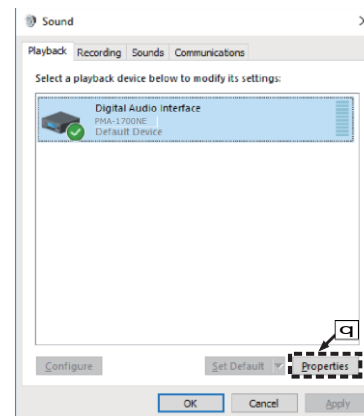 Sound
Playback Recording Sounds Communications
Select a playback device below to modify its settings:
Digital Audio Interface
PMA-1700NE
Default Device
q
Configure Set Default Properties
OK Cancel Apply